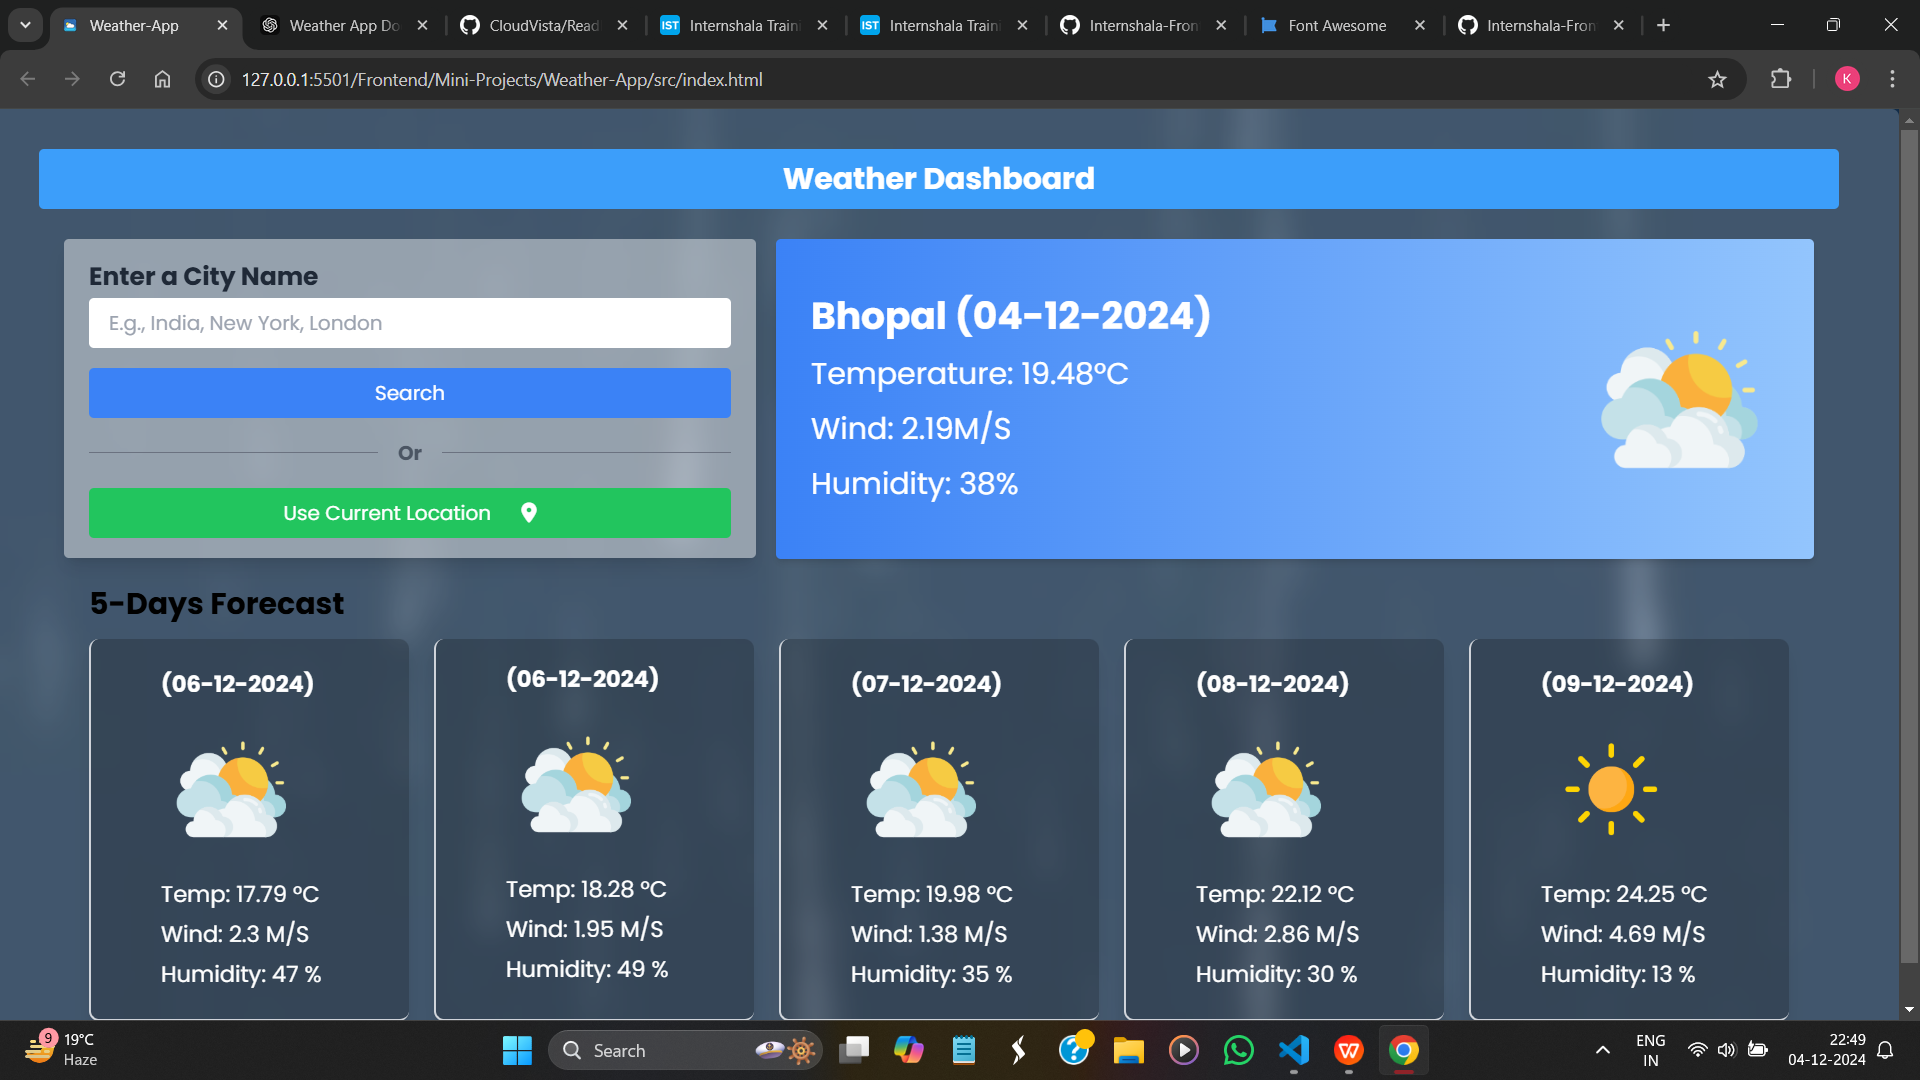 Weather-App
Weather App Do
CloudVista/Read
Internshala Traini
Internshala Traini
Internshala-Fron
Font Awesome
Internshala-Fron
127.0.0.1:5501/Frontend/Mini-Projects/Weather-App/src/index.html
K
Weather Dashboard
Enter a City Name
E.g., India, New York, London
Search
Or
Use Current Location
Bhopal (04-12-2024)
Temperature: 19.48°C
Wind: 2.19M/S
Humidity: 38%
5-Days Forecast
(06-12-2024)
Temp: 17.79 °C
Wind: 2.3 M/S
Humidity: 47 %
(06-12-2024)
Temp: 18.28 °C
Wind: 1.95 M/S
Humidity: 49 %
(07-12-2024)
Temp: 19.98 °C
Wind: 1.38 M/S
Humidity: 35 %
(08-12-2024)
Temp: 22.12 °C
Wind: 2.86 M/S
Humidity: 30 %
(09-12-2024)
Temp: 24.25 °C
Wind: 4.69 M/S
Humidity: 13 %
9
19°C
Haze
Search
ENG
IN
22:49
04-12-2024